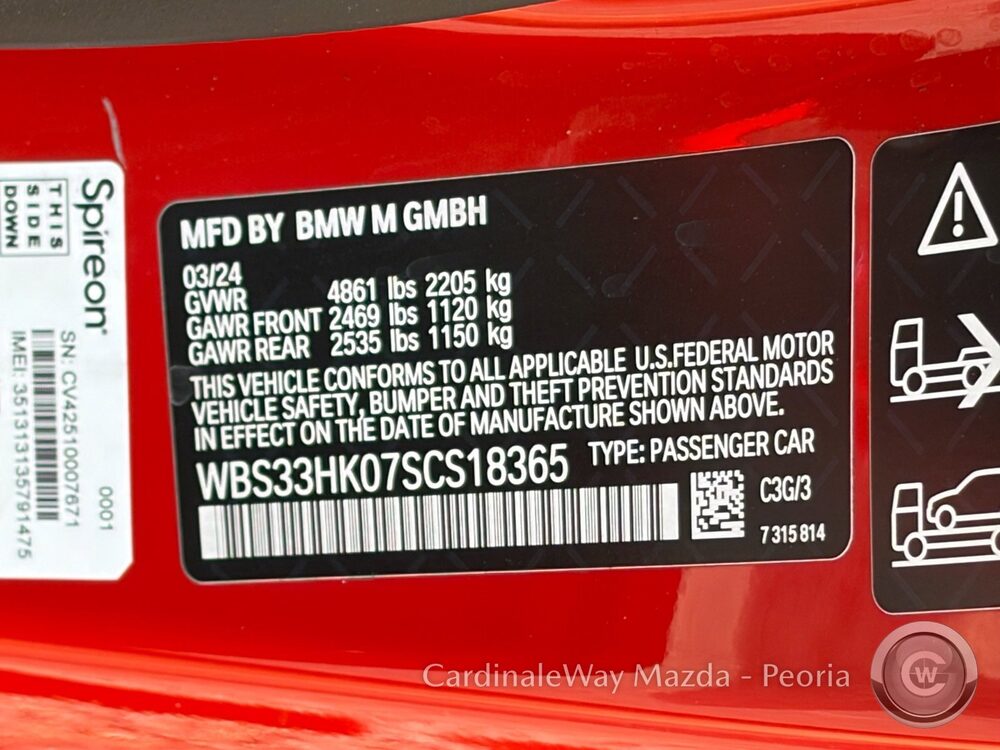 Spireon
THIS
SIDE
DOWN
SN: CV42510007671
0001
IMEI: 351313135791475
MFD BY BMW M GMBH
03/24
GVWR 4861 lbs 2205 kg
GAWR FRONT 2469 lbs 1120 kg
GAWR REAR 2535 lbs 1150 kg
THIS VEHICLE CONFORMS TO ALL APPLICABLE U.S.FEDERAL MOTOR
VEHICLE SAFETY, BUMPER AND THEFT PREVENTION STANDARDS
IN EFFECT ON THE DATE OF MANUFACTURE SHOWN ABOVE.
WBS33HK07SCS18365 TYPE: PASSENGER CAR
C3G/3
7 315 814
CardinaleWay Mazda - Peoria
CW